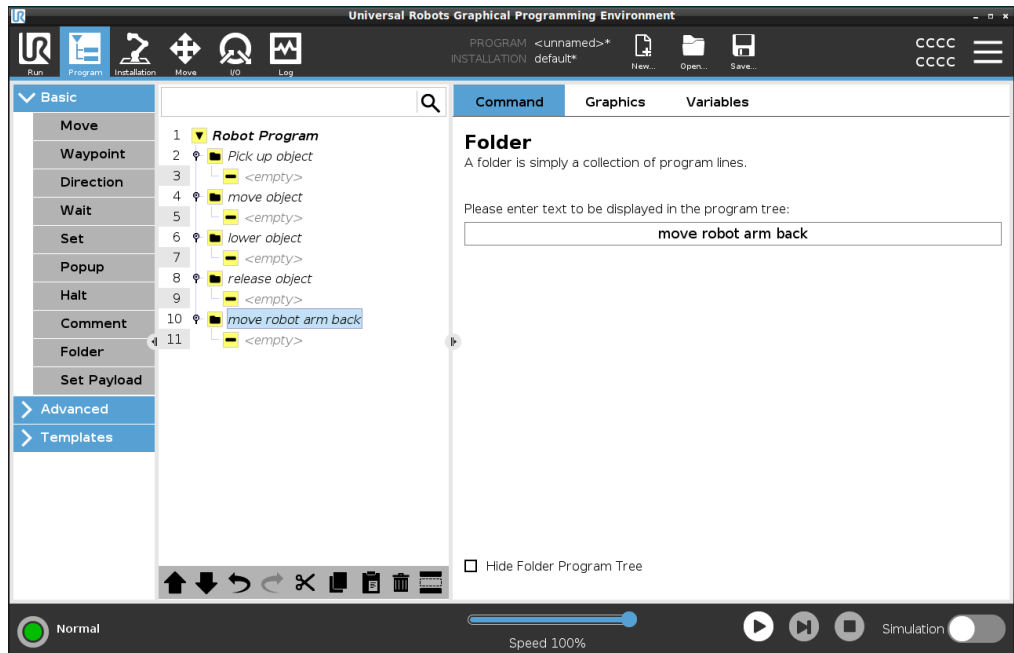 Universal Robots Graphical Programming Environment
UR
Run
Program
Installation
Move
I/O
Log
PROGRAM <unnamed>*
INSTALLATION default*
New...
Open...
Save...
CCCC
CCCC
Basic
Move
Waypoint
Direction
Wait
Set
Popup
Halt
Comment
Folder
Set Payload
Advanced
Templates
1 Robot Program
2 Pick up object
3 <empty>
4 move object
5 <empty>
6 lower object
7 <empty>
8 release object
9 <empty>
10 move robot arm back
11 <empty>
Command
Graphics
Variables
Folder
A folder is simply a collection of program lines.
Please enter text to be displayed in the program tree:
move robot arm back
Hide Folder Program Tree
Normal
Speed 100%
Simulation